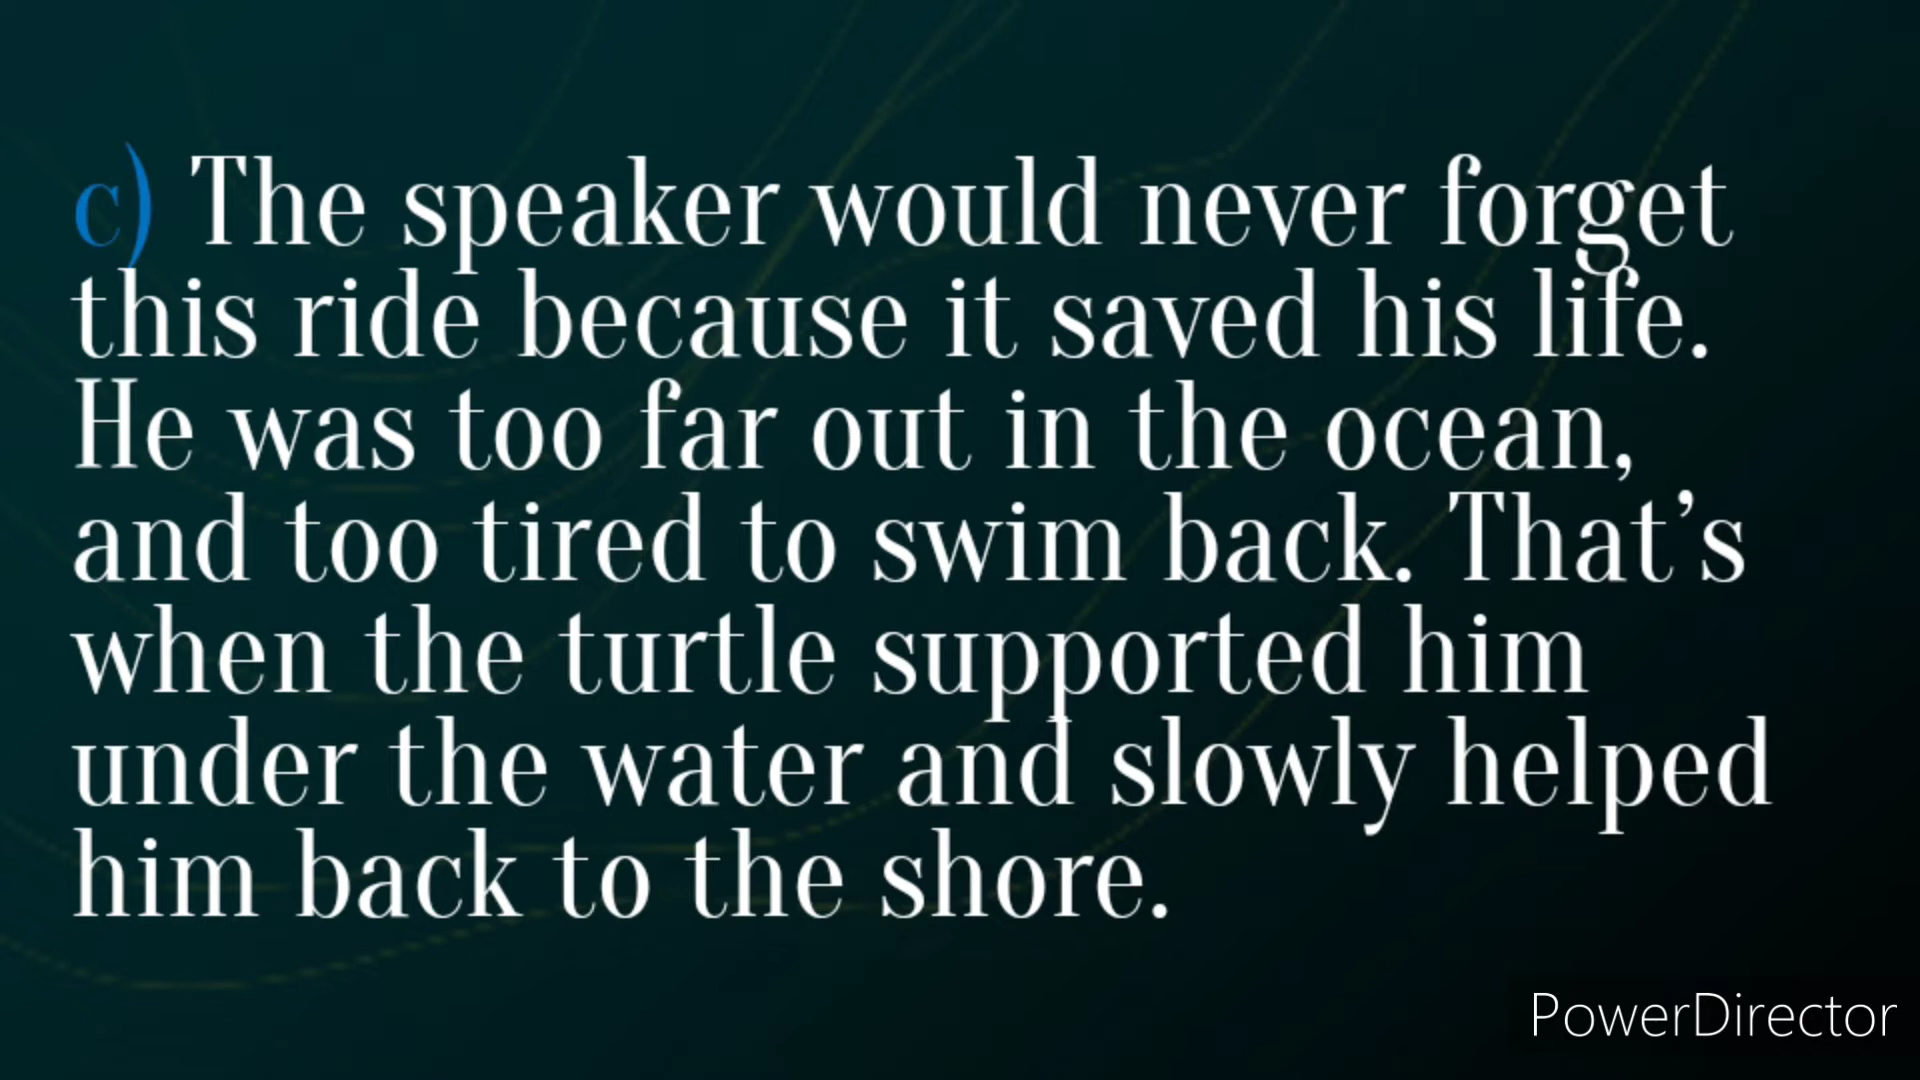 c) The speaker would never forget
this ride because it saved his life.
He was too far out in the ocean,
and too tired to swim back. That’s
when the turtle supported him
under the water and slowly helped
him back to the shore.
PowerDirector